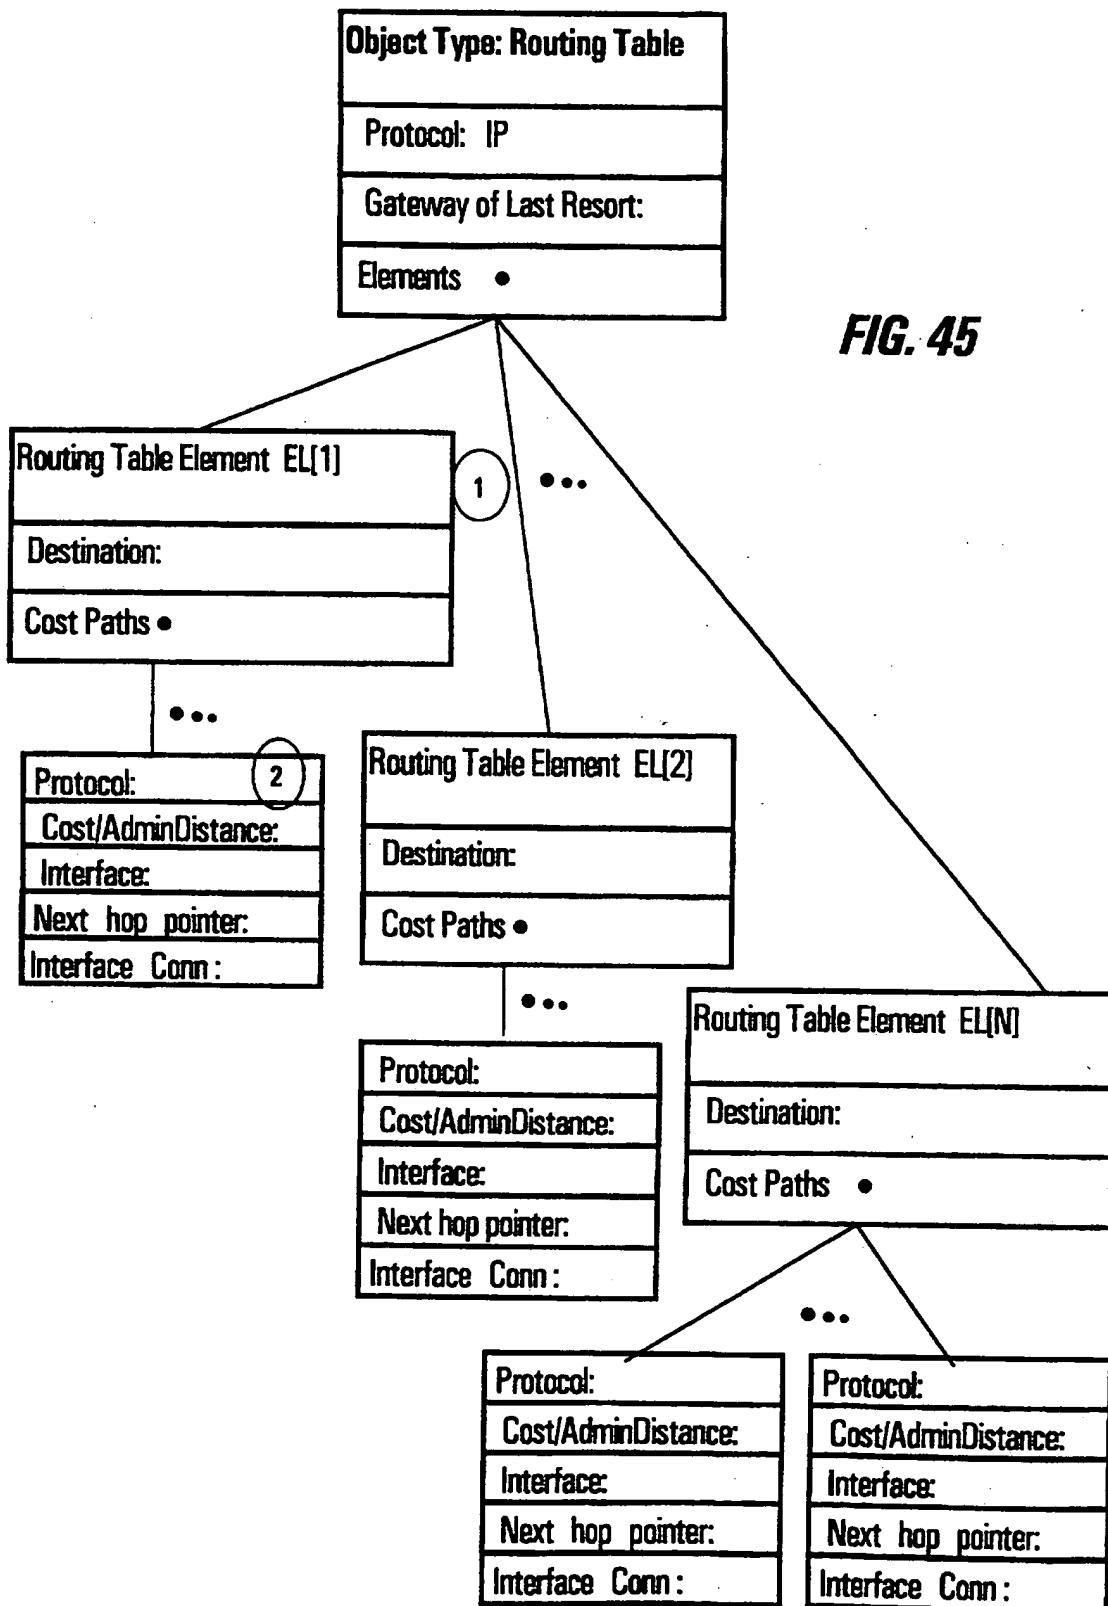 Object Type: Routing Table
Protocol: IP
Gateway of Last Resort:
Elements
FIG. 45
Routing Table Element EL[1]
1
Destination:
Cost Paths
2
Protocol:
Cost/AdminDistance:
Interface:
Next hop pointer:
Interface Conn:
Routing Table Element EL[2]
Destination:
Cost Paths
Protocol:
Cost/AdminDistance:
Interface:
Next hop pointer:
Interface Conn:
Routing Table Element EL[N]
Destination:
Cost Paths
Protocol:
Cost/AdminDistance:
Interface:
Next hop pointer:
Interface Conn:
Protocol:
Cost/AdminDistance:
Interface:
Next hop pointer:
Interface Conn: